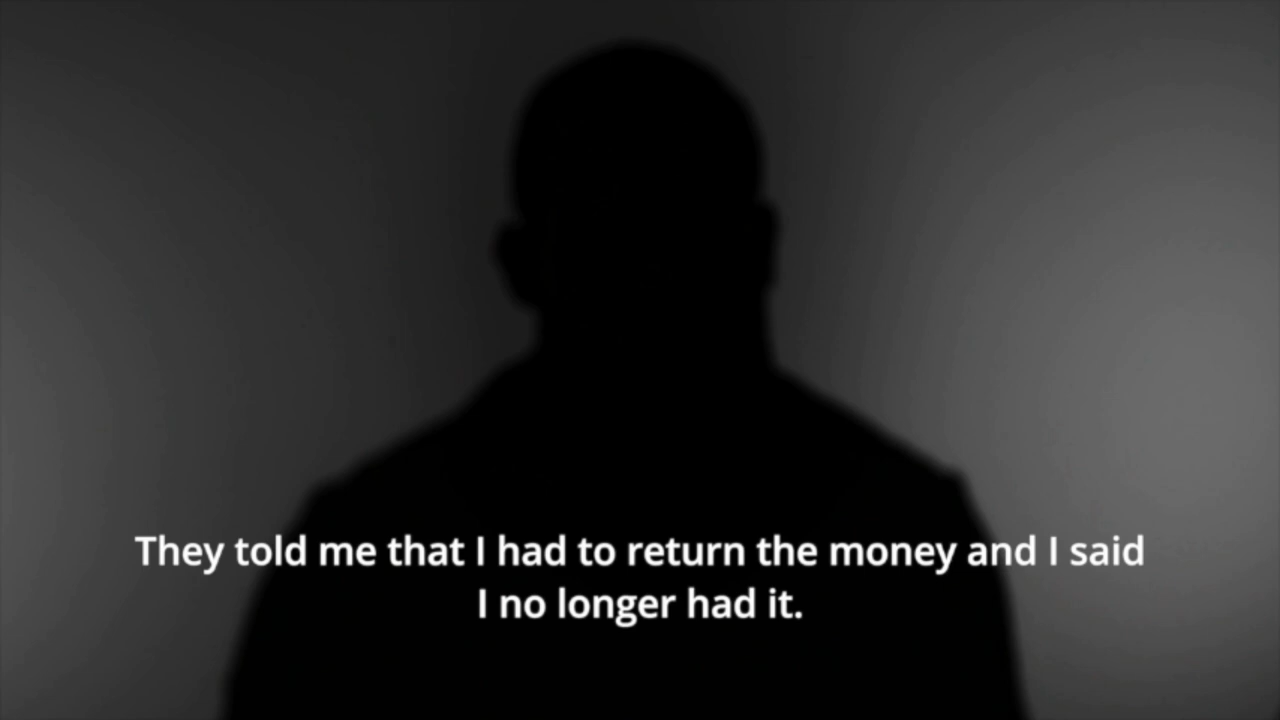 They told me that I had to return the money and I said
I no longer had it.